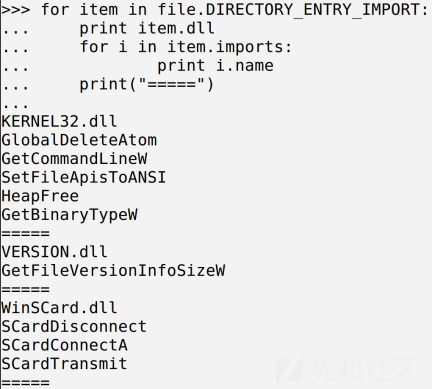 >>> for item in file.DIRECTORY_ENTRY_IMPORT:
...     print item.dll
...     for i in item.imports:
...             print i.name
...     print("=====")
...
KERNEL32.dll
GlobalDeleteAtom
GetCommandLineW
SetFileApisToANSI
HeapFree
GetBinaryTypeW
=====
VERSION.dll
GetFileVersionInfoSizeW
=====
WinSCard.dll
SCardDisconnect
SCardConnectA
SCardTransmit
=====
先知社区